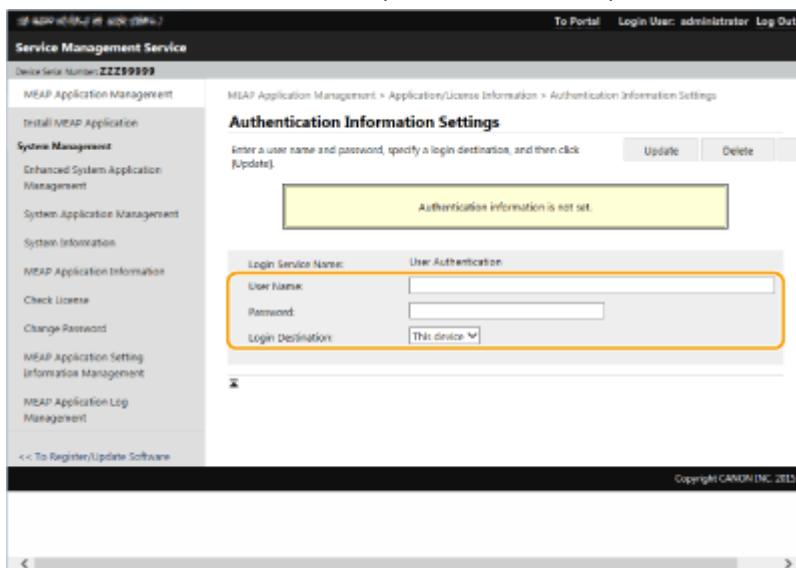 To Portal Login User: administrator Log Out
Service Management Service
Device Serial Number: ZZZ99999
MEAP Application Management
Install MEAP Application
System Management
Enhanced System Application
Management
System Application Management
System Information
MEAP Application Information
Check License
Change Password
MEAP Application Setting
Information Management
MEAP Application Log
Management
<< To Register/Update Software
MEAP Application Management > Application/License Information > Authentication Information Settings
Authentication Information Settings
Enter a user name and password, specify a login destination, and then click
[Update].
Update Delete
Authentication information is not set.
Login Service Name: User Authentication
User Name:
Password:
Login Destination: This device
Copyright CANON INC. 2015